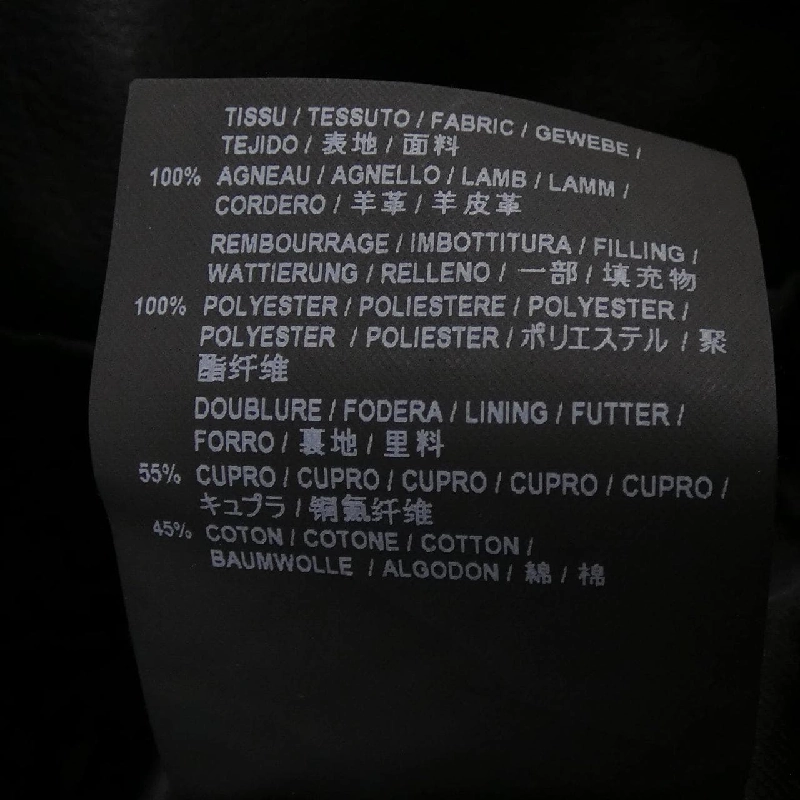 TISSU / TESSUTO / FABRIC / GEWEBE /
TEJIDO / 表地 / 面料
100% AGNEAU / AGNELLO / LAMB / LAMM /
CORDERO / 羊革 / 羊皮革
REMBOURRAGE / IMBOTTITURA / FILLING /
WATTIERUNG / RELLENO / 一部 / 填充物
100% POLYESTER / POLIESTERE / POLYESTER /
POLYESTER / POLIESTER / ポリエステル / 聚
酯纤维
DOUBLURE / FODERA / LINING / FUTTER /
FORRO / 裏地 / 里料
55% CUPRO / CUPRO / CUPRO / CUPRO / CUPRO /
キュプラ / 铜氨纤维
45% COTON / COTONE / COTTON /
BAUMWOLLE / ALGODON / 綿 / 棉